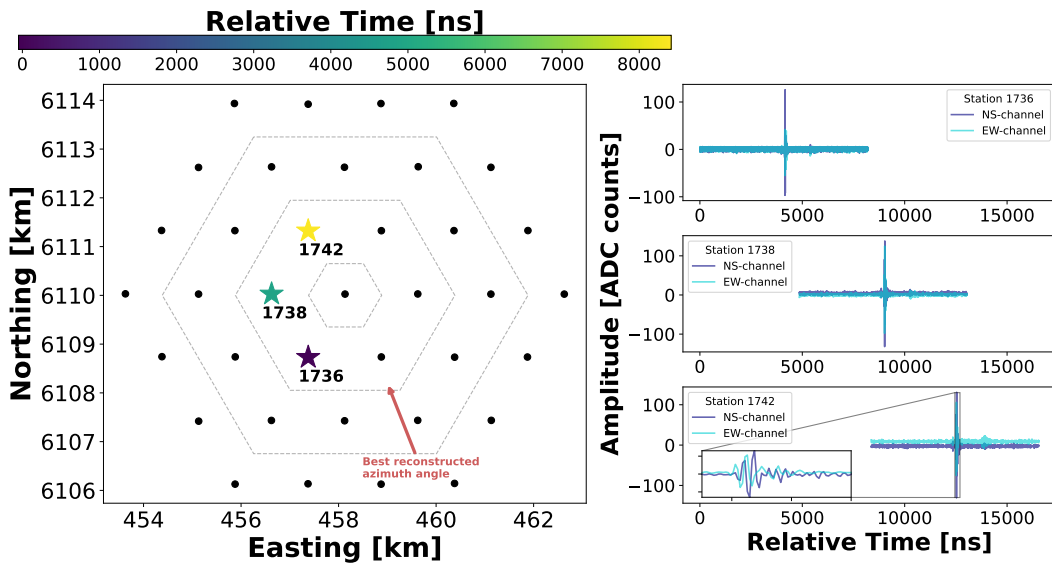 Relative Time [ns]
0 1000 2000 3000 4000 5000 6000 7000 8000
Northing [km]
6114
6113
6112
6111
6110
6109
6108
6107
6106
1742
1738
1736
Best reconstructed
azimuth angle
454 456 458 460 462
Easting [km]
Amplitude [ADC counts]
100
0
−100
Station 1736
NS-channel
EW-channel
0 5000 10000 15000
100
0
−100
Station 1738
NS-channel
EW-channel
0 5000 10000 15000
100
0
−100
Station 1742
NS-channel
EW-channel
0 5000 10000 15000
Relative Time [ns]